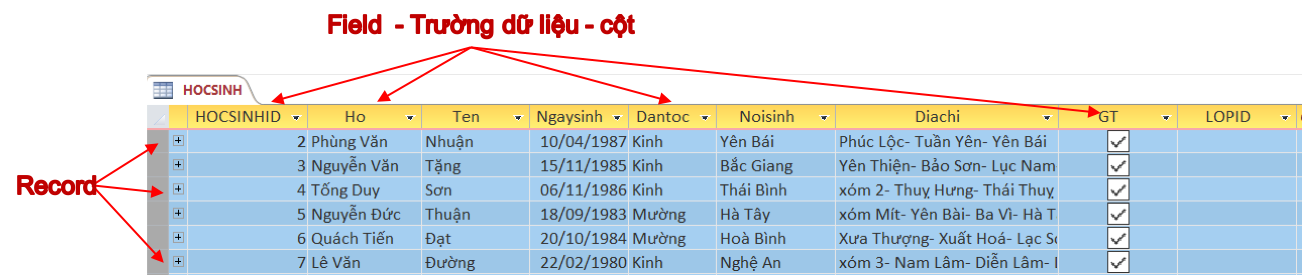 Field - Trường dữ liệu - cột
HOCSINH
HOCSINHID Ho Ten Ngaysinh Dantoc Noisinh Diachi GT LOPID
2 Phùng Văn Nhuận 10/04/1987 Kinh Yên Bái Phúc Lộc- Tuần Yên- Yên Bái
3 Nguyễn Văn Tặng 15/11/1985 Kinh Bắc Giang Yên Thiện- Bảo Sơn- Lục Nam
Record
4 Tống Duy Sơn 06/11/1986 Kinh Thái Bình xóm 2- Thuỵ Hưng- Thái Thuỵ
5 Nguyễn Đức Thuận 18/09/1983 Mường Hà Tây xóm Mít- Yên Bài- Ba Vì- Hà T
6 Quách Tiến Đạt 20/10/1984 Mường Hoà Bình Xưa Thượng- Xuất Hoá- Lạc
7 Lê Văn Đường 22/02/1980 Kinh Nghệ An xóm 3- Nam Lâm- Diễn Lâm-